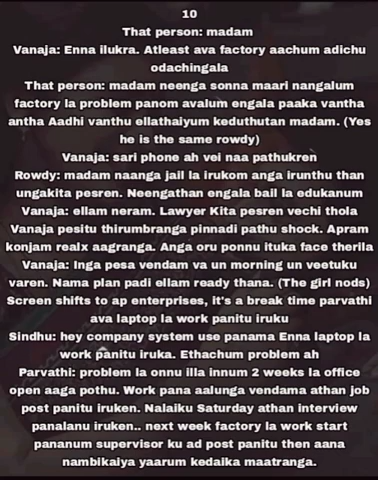 10
That person: madam
Vanaja: Enna ilukra. Atleast ava factory aachum adichu
odachingala
That person: madam neenga sonna maari nangalum
factory la problem panom avalum engala paaka vantha
antha Aadhi vanthu ellathaiyum keduthutan madam. (Yes
he is the same rowdy)
Vanaja: sari phone ah vei naa pathukren
Rowdy: madam naanga jail la irukom anga irunthu than
ungakita pesren. Neengathan engala bail la edukanum
Vanaja: ellam neram. Lawyer Kita pesren vechi thola
Vanaja pesitu thirumbranga pinnadi pathu shock. Apram
konjam realx aagranga. Anga oru ponnu ituka face therila
Vanaja: Inga pesa vendam va un morning un veetuku
varen. Nama plan padi ellam ready thana. (The girl nods)
Screen shifts to ap enterprises, it's a break time parvathi
ava laptop la work panitu iruku
Sindhu: hey company system use panama Enna laptop la
work panitu iruka. Ethachum problem ah
Parvathi: problem la onnu illa innum 2 weeks la office
open aaga pothu. Work pana aalunga vendama athan job
post panitu iruken. Nalaiku Saturday athan interview
panalanu iruken.. next week factory la work start
pananum supervisor ku ad post panitu then aana
nambikaiya yaarum kedaika maatranga.